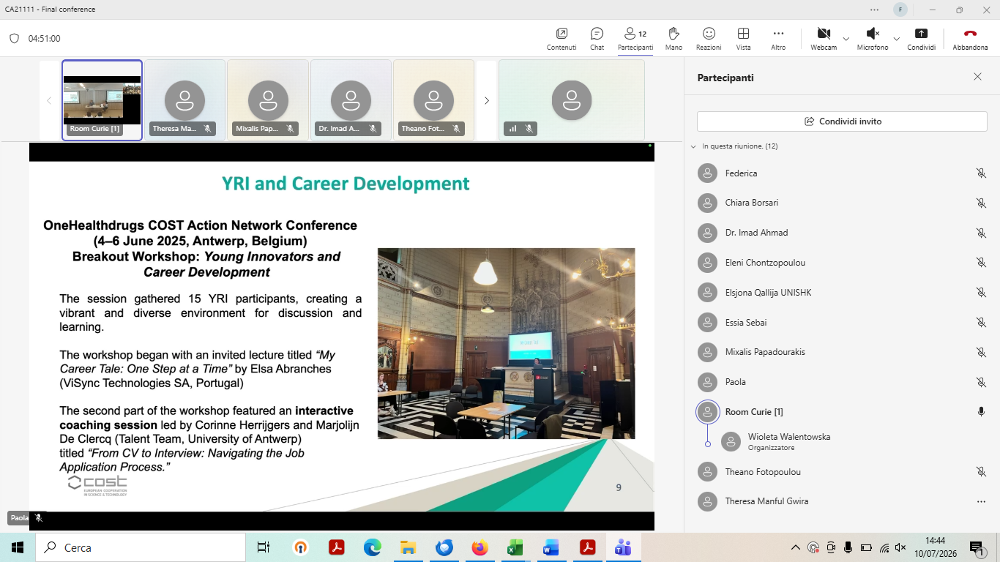 CA21111 - Final conference
F
04:51:00
Contenuti
Chat
12
Partecipanti
Mano
Reazioni
Vista
Altro
Webcam
Microfono
Condividi
Abbandona
Room Curie [1]
Theresa Ma...
Mixalis Pap...
Dr. Imad A...
Theano Fot...
YRI and Career Development
OneHealthdrugs COST Action Network Conference
(4–6 June 2025, Antwerp, Belgium)
Breakout Workshop: Young Innovators and
Career Development
The session gathered 15 YRI participants, creating a
vibrant and diverse environment for discussion and
learning.
The workshop began with an invited lecture titled “My
Career Tale: One Step at a Time” by Elsa Abranches
(ViSync Technologies SA, Portugal)
The second part of the workshop featured an interactive
coaching session led by Corinne Herrijgers and Marjolijn
De Clercq (Talent Team, University of Antwerp)
titled “From CV to Interview: Navigating the Job
Application Process.”
MY CAREER TALE
cost
EUROPEAN COOPERATION
IN SCIENCE & TECHNOLOGY
9
Paola
Partecipanti
Condividi invito
In questa riunione. (12)
Federica
Chiara Borsari
Dr. Imad Ahmad
Eleni Chontzopoulou
Elsjona Qallija UNISHK
Essia Sebai
Mixalis Papadourakis
Paola
Room Curie [1]
Wioleta Walentowska
Organizzatore
Theano Fotopoulou
Theresa Manful Gwira
Cerca
14:44
10/07/2026
1